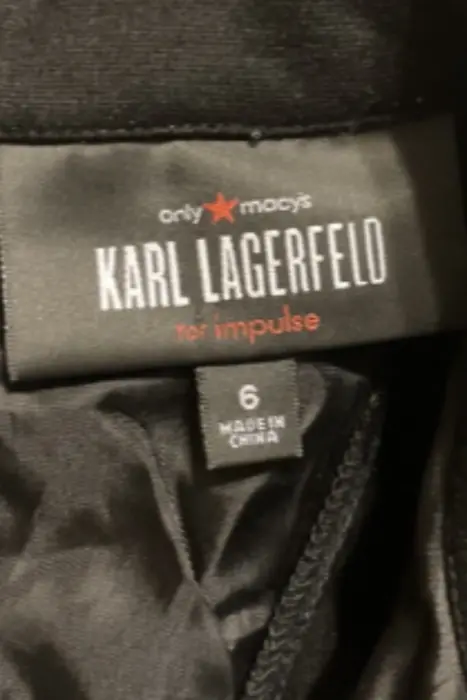 only macy's
KARL LAGERFELD
for impulse
6
MADE IN
CHINA